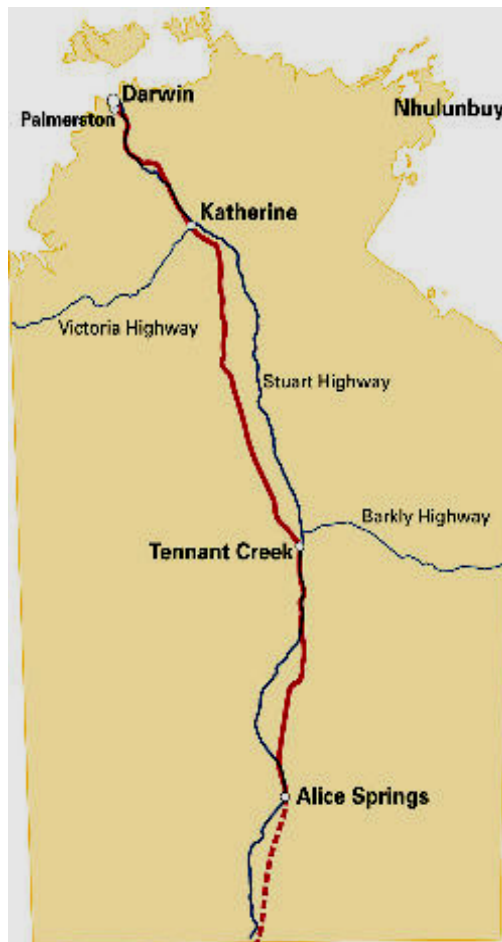 Darwin
Nhulunbuy
Palmerston
Katherine
Victoria Highway
Stuart Highway
Barkly Highway
Tennant Creek
Alice Springs